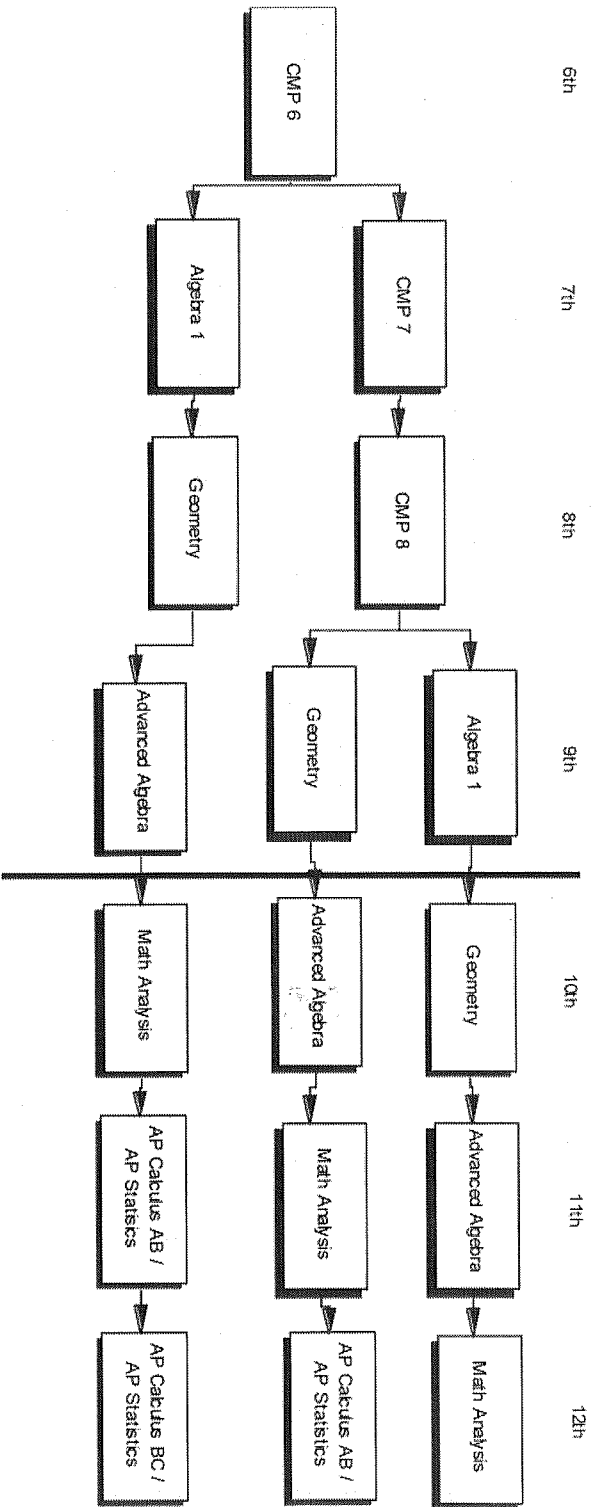 6th
7th
8th
9th
10th
11th
12th
CMP 6
CMP 7
CMP 8
Algebra 1
Geometry
Advanced Algebra
Math Analysis
Geometry
Advanced Algebra
Math Analysis
AP Calculus AB /
AP Statistics
Algebra 1
Geometry
Advanced Algebra
Math Analysis
AP Calculus AB /
AP Statisics
AP Calculus BC /
AP Statistics